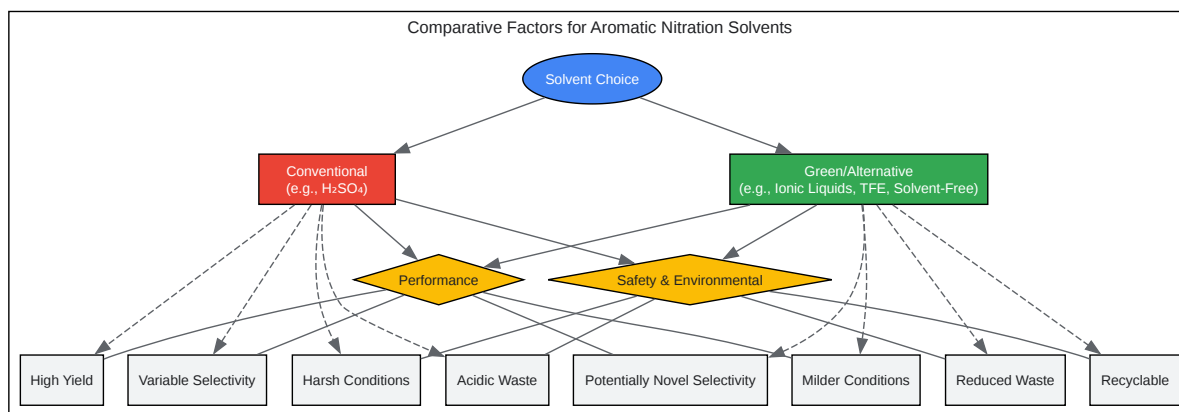 Comparative Factors for Aromatic Nitration Solvents
Solvent Choice
Conventional
(e.g., H₂SO₄)
Green/Alternative
(e.g., Ionic Liquids, TFE, Solvent-Free)
Performance
Safety & Environmental
High Yield
Variable Selectivity
Harsh Conditions
Acidic Waste
Potentially Novel Selectivity
Milder Conditions
Reduced Waste
Recyclable